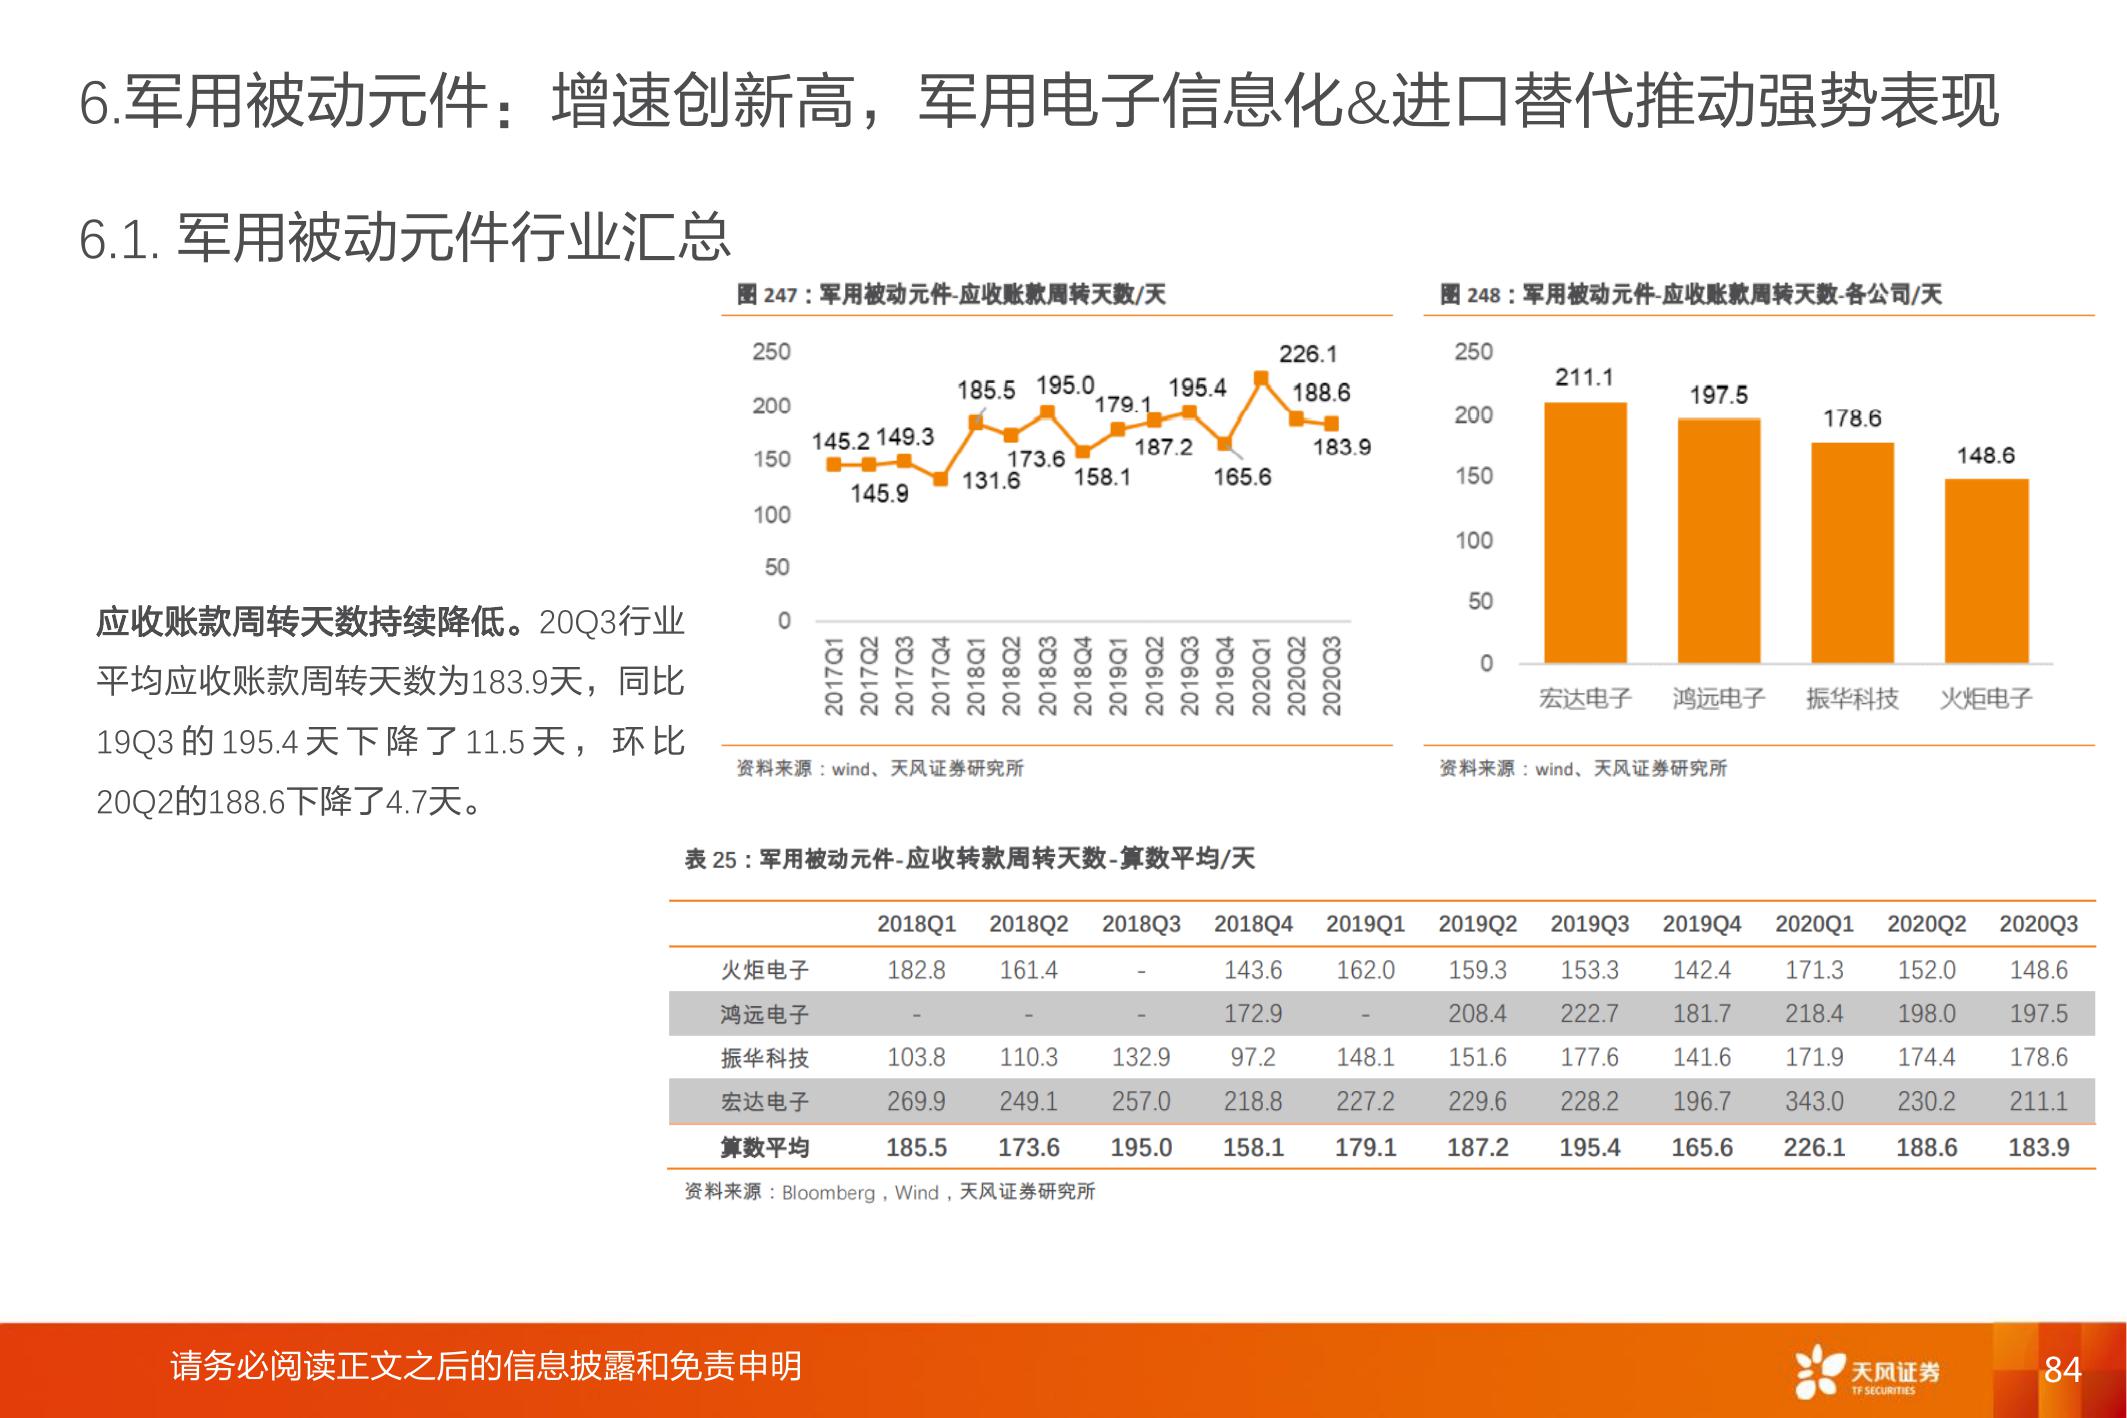 6.军用被动元件：增速创新高，军用电子信息化&进口替代推动强势表现
6.1. 军用被动元件行业汇总
应收账款周转天数持续降低。20Q3行业
平均应收账款周转天数为183.9天，同比
19Q3的195.4天下降了11.5天，环比
20Q2的188.6下降了4.7天。
图 247：军用被动元件-应收账款周转天数/天
250
200
150
100
50
0
145.2
145.9
149.3
131.6
185.5
173.6
195.0
158.1
179.1
187.2
195.4
165.6
226.1
188.6
183.9
2017Q1
2017Q2
2017Q3
2017Q4
2018Q1
2018Q2
2018Q3
2018Q4
2019Q1
2019Q2
2019Q3
2019Q4
2020Q1
2020Q2
2020Q3
资料来源：wind、天风证券研究所
图 248：军用被动元件-应收账款周转天数-各公司/天
250
200
150
100
50
0
211.1
197.5
178.6
148.6
宏达电子 鸿远电子 振华科技 火炬电子
资料来源：wind、天风证券研究所
表 25：军用被动元件-应收转款周转天数-算数平均/天
2018Q1 2018Q2 2018Q3 2018Q4 2019Q1 2019Q2 2019Q3 2019Q4 2020Q1 2020Q2 2020Q3
火炬电子 182.8 161.4 - 143.6 162.0 159.3 153.3 142.4 171.3 152.0 148.6
鸿远电子 - - - 172.9 - 208.4 222.7 181.7 218.4 198.0 197.5
振华科技 103.8 110.3 132.9 97.2 148.1 151.6 177.6 141.6 171.9 174.4 178.6
宏达电子 269.9 249.1 257.0 218.8 227.2 229.6 228.2 196.7 343.0 230.2 211.1
算数平均 185.5 173.6 195.0 158.1 179.1 187.2 195.4 165.6 226.1 188.6 183.9
资料来源：Bloomberg，Wind，天风证券研究所
请务必阅读正文之后的信息披露和免责申明
天风证券
TF SECURITIES
84